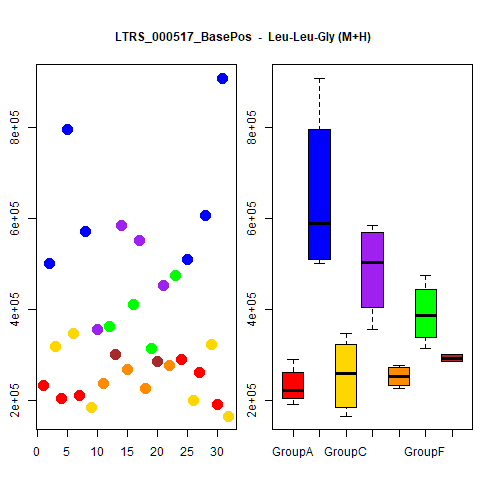 LTRS_000517_BasePos - Leu-Leu-Gly (M+H)
8e+05
6e+05
4e+05
2e+05
0 5 10 15 20 25 30
8e+05
6e+05
4e+05
2e+05
GroupA GroupC GroupF